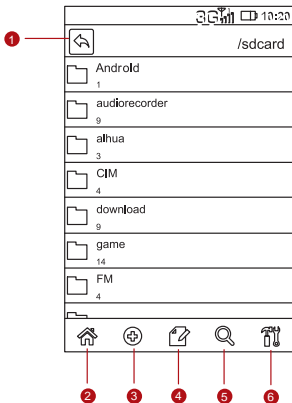 3G 10:20
1
/sdcard
Android
1
audiorecorder
9
alhua
3
CIM
4
download
9
game
14
FM
4
2 3 4 5 6